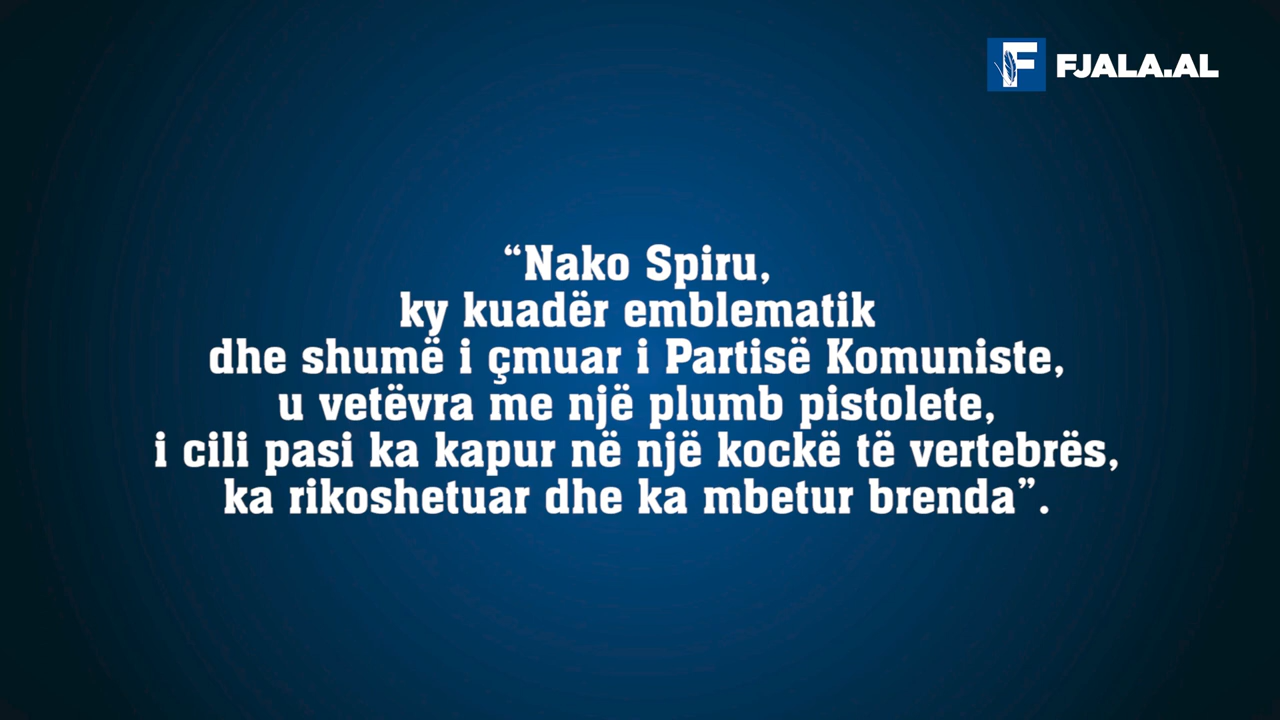 FJALA.AL
“Nako Spiru,
ky kuadër emblematik
dhe shumë i çmuar i Partisë Komuniste,
u vetëvra me një plumb pistolete,
i cili pasi ka kapur në një kockë të vertebrës,
ka rikoshetuar dhe ka mbetur brenda”.